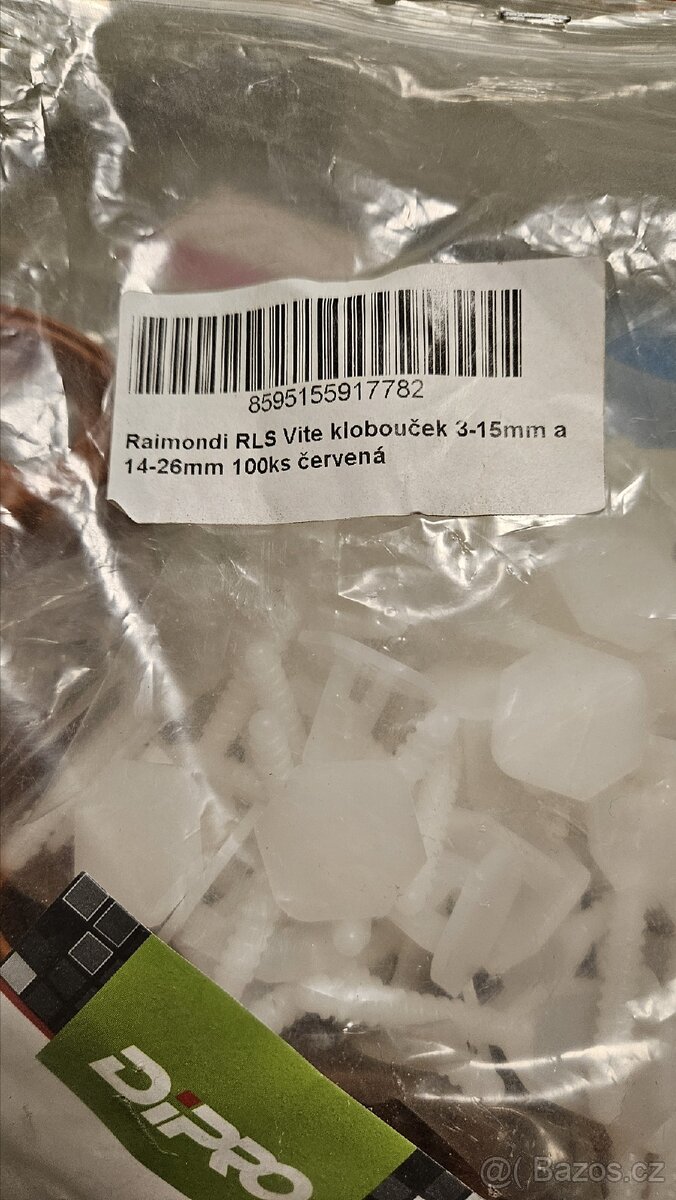 8595155917782
Raimondi RLS Vite klobouček 3-15mm a
14-26mm 100ks červená
DiPRO
@( Bazos.cz